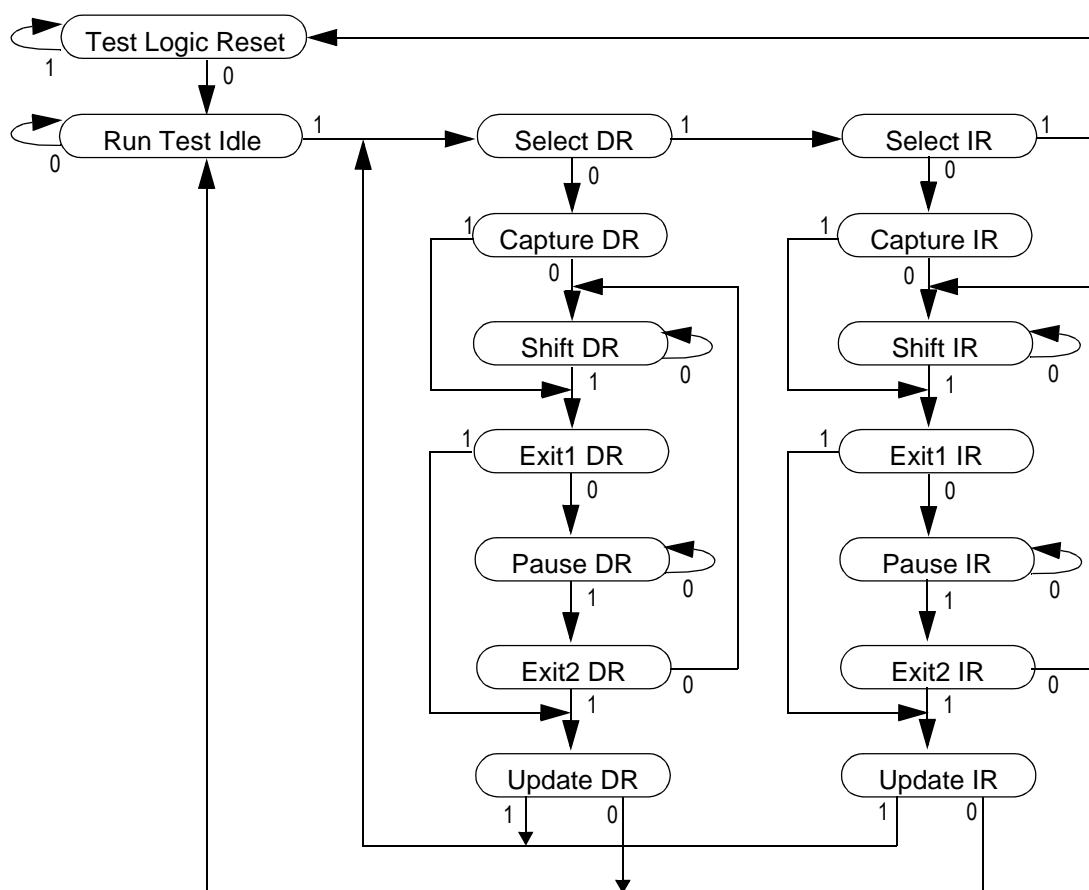 Test Logic Reset
1
0
Run Test Idle
1
0
Select DR
1
0
Select IR
1
0
1
Capture DR
0
1
Capture IR
0
Shift DR
0
1
Shift IR
0
1
1
Exit1 DR
0
1
Exit1 IR
0
Pause DR
0
1
Pause IR
0
1
Exit2 DR
0
1
Exit2 IR
0
1
Update DR
1
0
Update IR
1
0